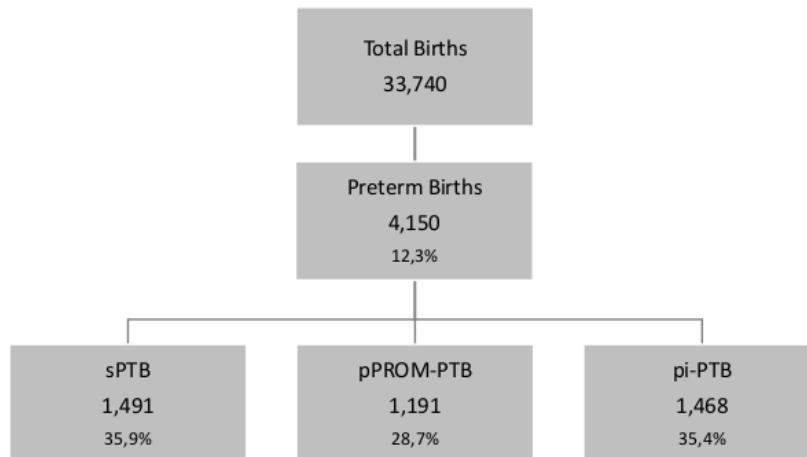 Total Births
33,740
Preterm Births
4,150
12,3%
sPTB
1,491
35,9%
pPROM-PTB
1,191
28,7%
pi-PTB
1,468
35,4%